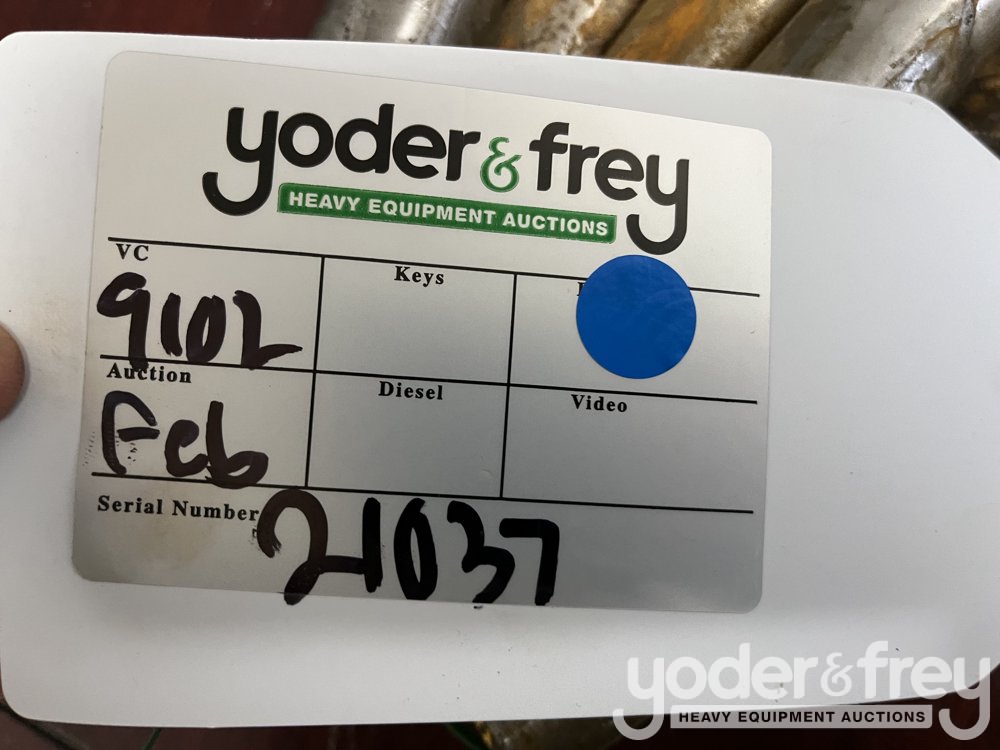 yoder & frey
HEAVY EQUIPMENT AUCTIONS
VC
Keys
9102
Auction
Diesel
Video
Feb
Serial Number
21037
yoder & frey
HEAVY EQUIPMENT AUCTIONS